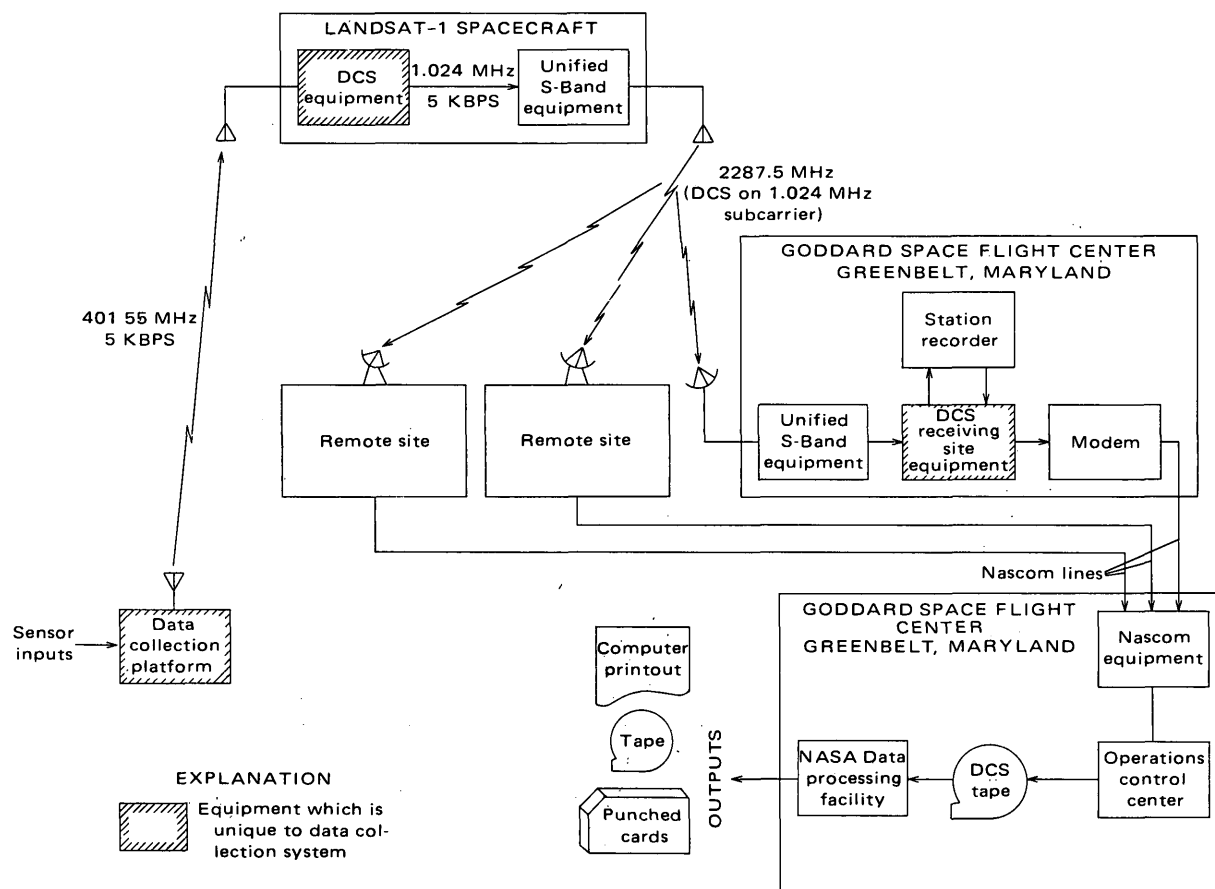 LANDSAT-1 SPACECRAFT
DCS
equipment
1.024 MHz
5 KBPS
Unified
S-Band
equipment
2287.5 MHz
(DCS on 1.024 MHz
subcarrier)
401 55 MHz
5 KBPS
GODDARD SPACE FLIGHT CENTER
GREENBELT, MARYLAND
Station
recorder
Remote site
Remote site
Unified
S-Band
equipment
DCS
receiving
site
equipment
Modem
Nascom lines
Sensor
inputs
Data
collection
platform
GODDARD SPACE FLIGHT
CENTER
GREENBELT, MARYLAND
Nascom
equipment
Computer
printout
Tape
Punched
cards
OUTPUTS
NASA Data
processing
facility
DCS
tape
Operations
control
center
EXPLANATION
Equipment which is
unique to data col-
lection system